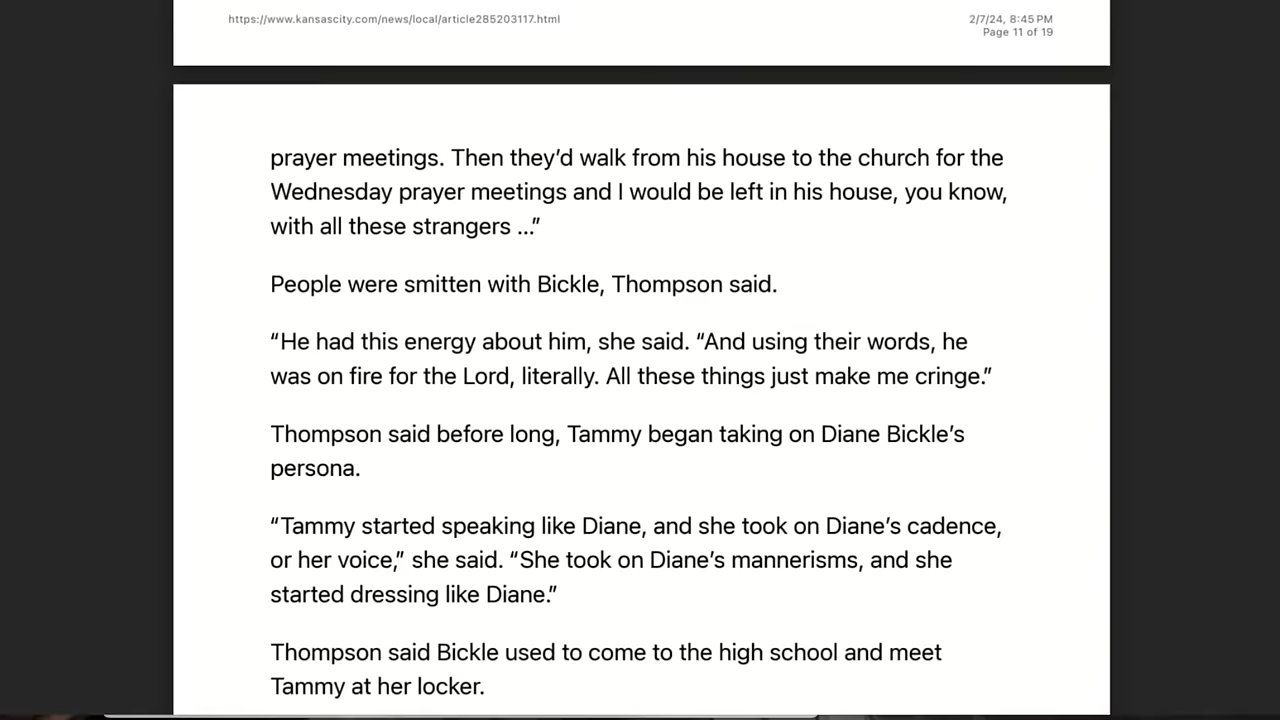 https://www.kansascity.com/news/local/article285203117.html
2/7/24, 8:45 PM
Page 11 of 19
prayer meetings. Then they’d walk from his house to the church for the
Wednesday prayer meetings and I would be left in his house, you know,
with all these strangers ...”
People were smitten with Bickle, Thompson said.
“He had this energy about him, she said. “And using their words, he
was on fire for the Lord, literally. All these things just make me cringe.”
Thompson said before long, Tammy began taking on Diane Bickle’s
persona.
“Tammy started speaking like Diane, and she took on Diane’s cadence,
or her voice,” she said. “She took on Diane’s mannerisms, and she
started dressing like Diane.”
Thompson said Bickle used to come to the high school and meet
Tammy at her locker.